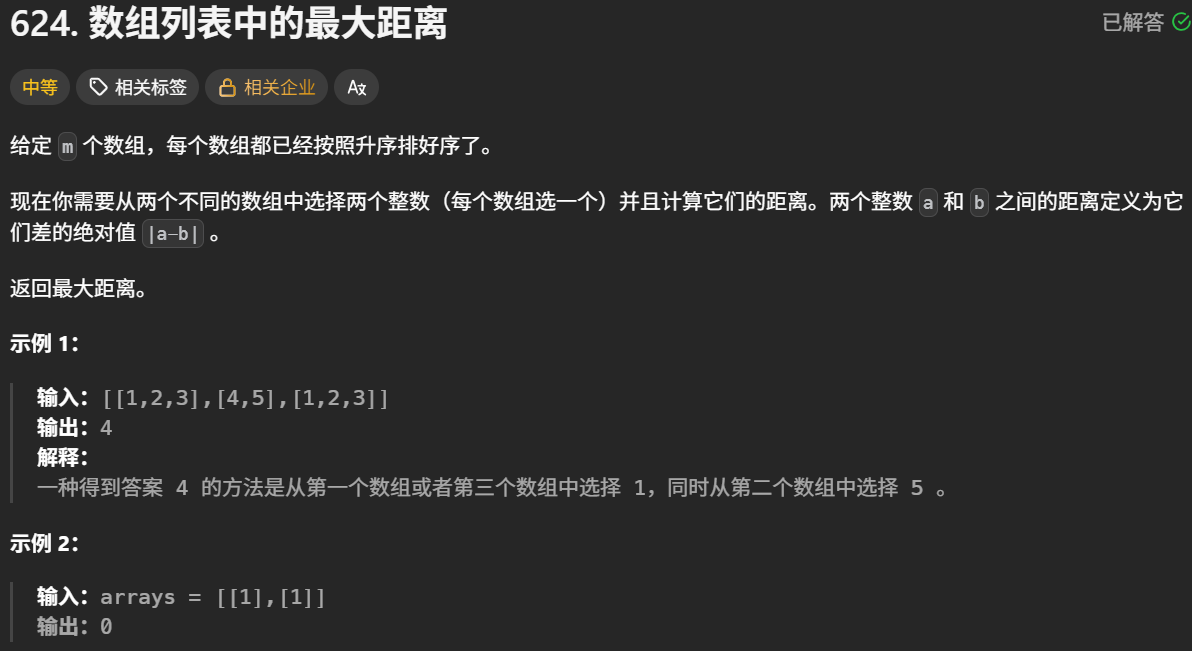 624. 数组列表中的最大距离
已解答
中等 相关标签 相关企业
给定 m 个数组，每个数组都已经按照升序排好序了。
现在你需要从两个不同的数组中选择两个整数（每个数组选一个）并且计算它们的距离。两个整数 a 和 b 之间的距离定义为它
们差的绝对值 |a-b| 。
返回最大距离。
示例 1：
输入：[[1,2,3],[4,5],[1,2,3]]
输出：4
解释：
一种得到答案 4 的方法是从第一个数组或者第三个数组中选择 1，同时从第二个数组中选择 5 。
示例 2：
输入：arrays = [[1],[1]]
输出：0